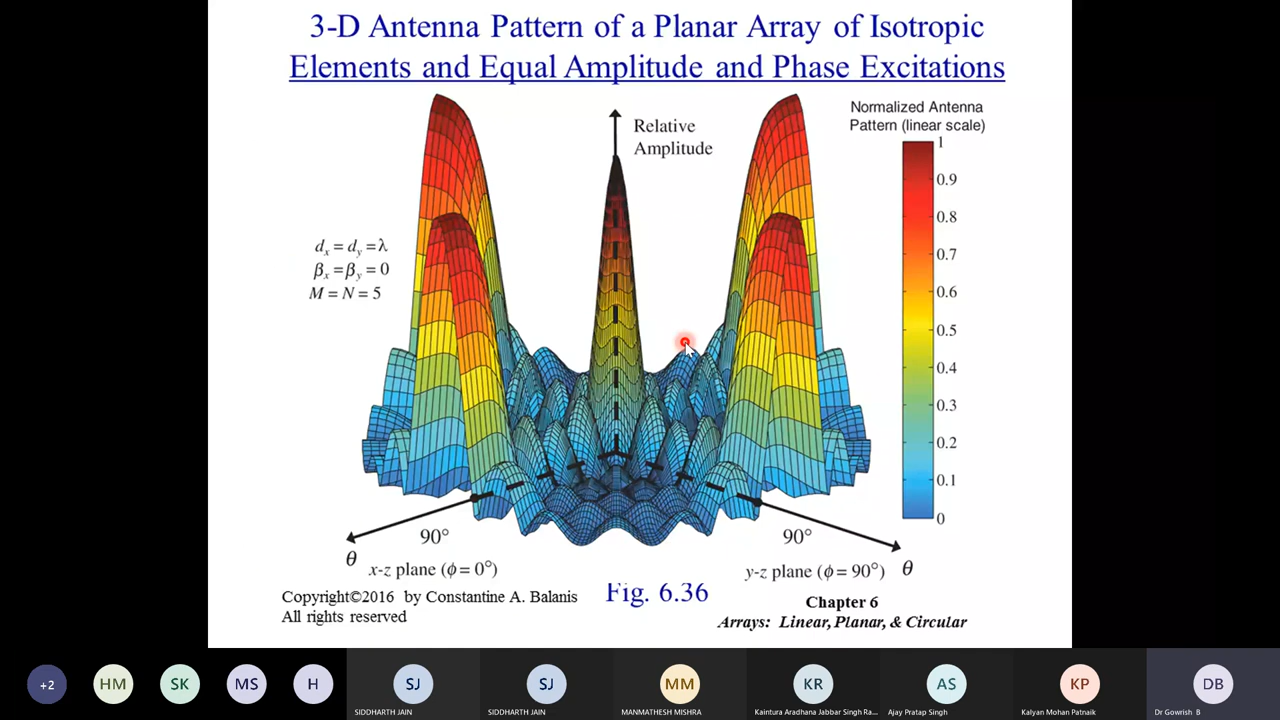 3-D Antenna Pattern of a Planar Array of Isotropic
Elements and Equal Amplitude and Phase Excitations
Relative
Amplitude
Normalized Antenna
Pattern (linear scale)
1
0.9
0.8
0.7
0.6
0.5
0.4
0.3
0.2
0.1
0
dx = dy = λ
βx = βy = 0
M = N = 5
90°
θ
x-z plane (ϕ = 0°)
90°
θ
y-z plane (ϕ = 90°)
Copyright©2016 by Constantine A. Balanis
All rights reserved
Fig. 6.36
Chapter 6
Arrays: Linear, Planar, & Circular
+2
HM
SK
MS
H
SJ
SIDDHARTH JAIN
SJ
SIDDHARTH JAIN
MM
MANMATHESH MISHRA
KR
Kaintura Aradhana Jabbar Singh Ra...
AS
Ajay Pratap Singh
KP
Kalyan Mohan Patnaik
DB
Dr Gowrish B